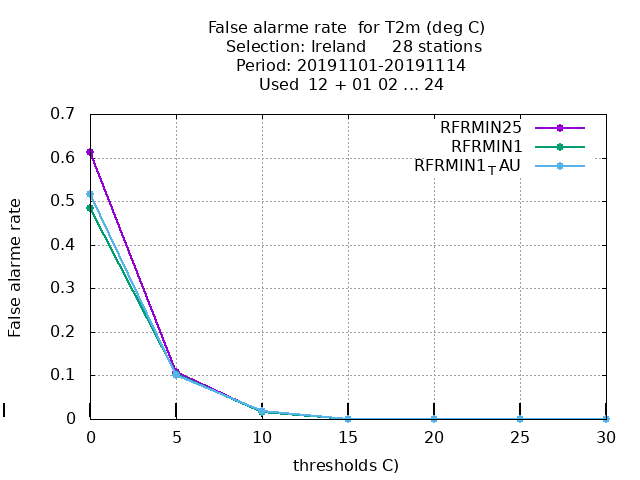 False alarme rate for T2m (deg C)
Selection: Ireland 28 stations
Period: 20191101-20191114
Used 12 + 01 02 ... 24
RFRMIN25
RFRMIN1
RFRMIN1TAU
False alarme rate
0.7
0.6
0.5
0.4
0.3
0.2
0.1
0
0 5 10 15 20 25 30
thresholds C)